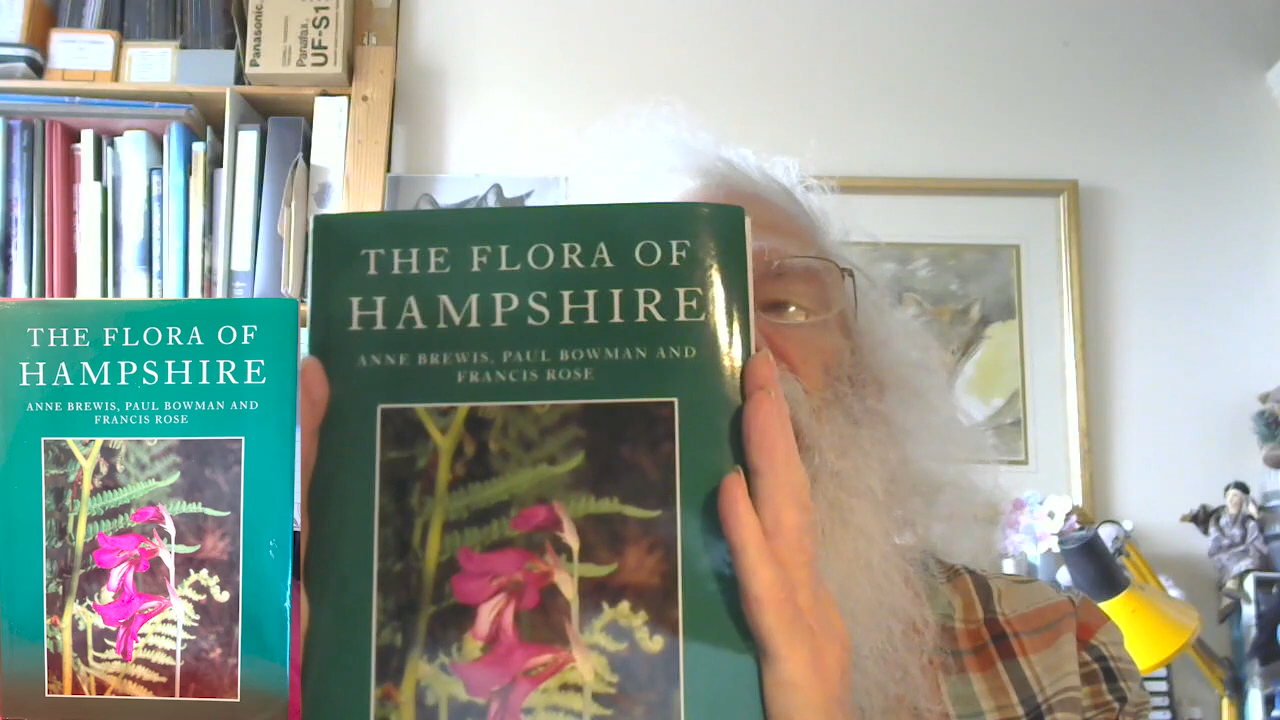 Panasonic
Panafax
UF-S1
THE FLORA OF
HAMPSHIRE
ANNE BREWIS, PAUL BOWMAN AND
FRANCIS ROSE
THE FLORA OF
HAMPSHIRE
ANNE BREWIS, PAUL BOWMAN AND
FRANCIS ROSE